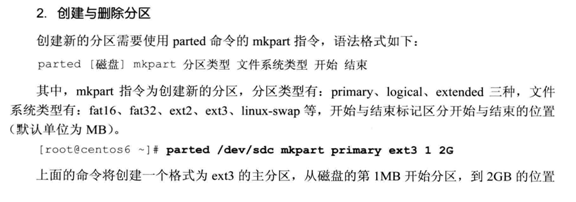 2. 创建与删除分区
创建新的分区需要使用 parted 命令的 mkpart 指令，语法格式如下：
parted [磁盘] mkpart 分区类型 文件系统类型 开始 结束
其中，mkpart 指令为创建新的分区，分区类型有：primary、logical、extended 三种，文
件系统类型有：fat16、fat32、ext2、ext3、linux-swap 等，开始与结束标记区分开始与结束的位置
（默认单位为 MB）。
[root@centos6 ~]# parted /dev/sdc mkpart primary ext3 1 2G
上面的命令将创建一个格式为 ext3 的主分区，从磁盘的第 1MB 开始分区，到 2GB 的位置